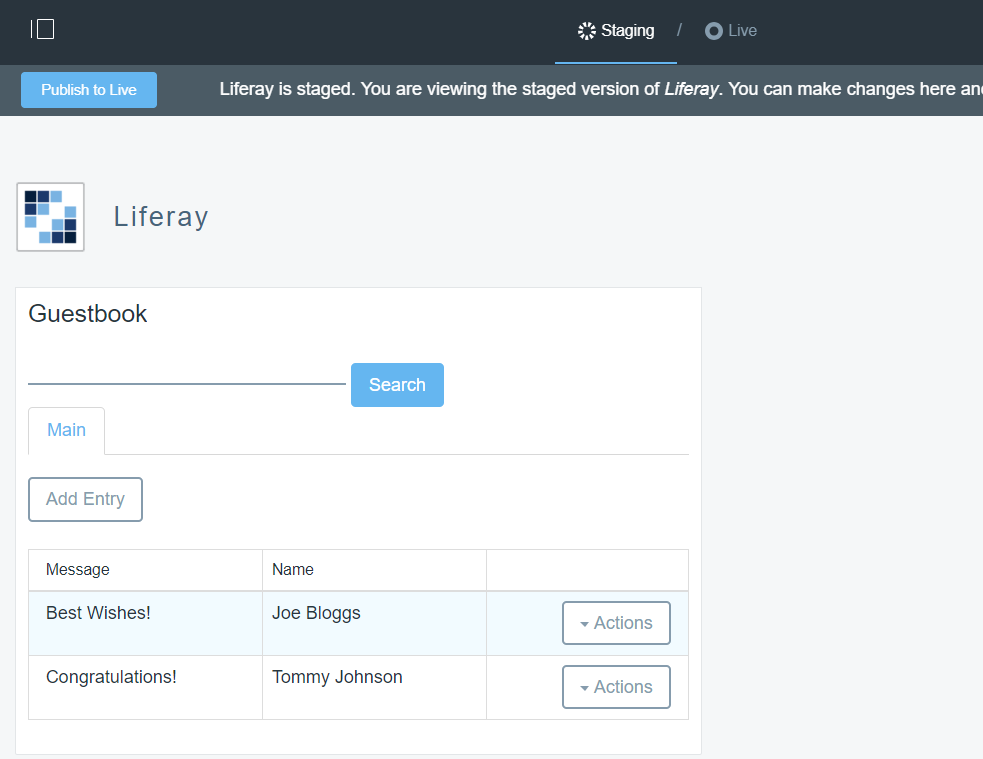 Staging / Live
Publish to Live
Liferay is staged. You are viewing the staged version of Liferay. You can make changes here
Liferay
Guestbook
Search
Main
Add Entry
Message Name
Best Wishes! Joe Bloggs Actions
Congratulations! Tommy Johnson Actions